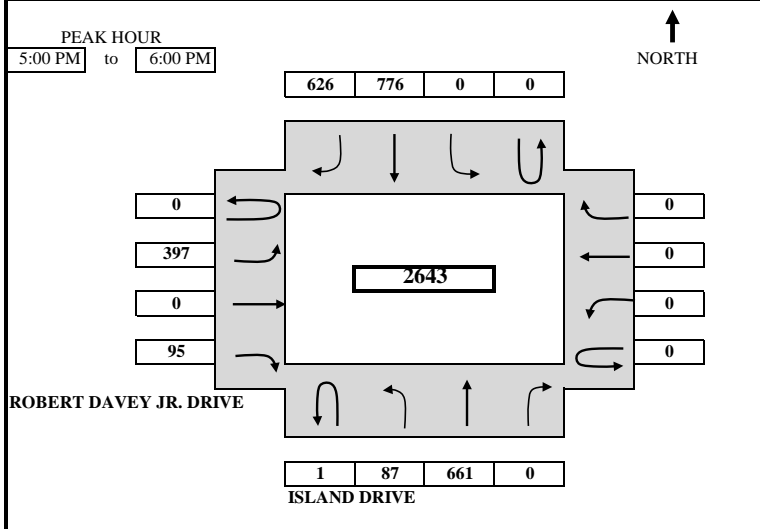 PEAK HOUR
5:00 PM to 6:00 PM
NORTH
626 776 0 0
0 0
397 0
2643
0 0
95 0
ROBERT DAVEY JR. DRIVE
1 87 661 0
ISLAND DRIVE